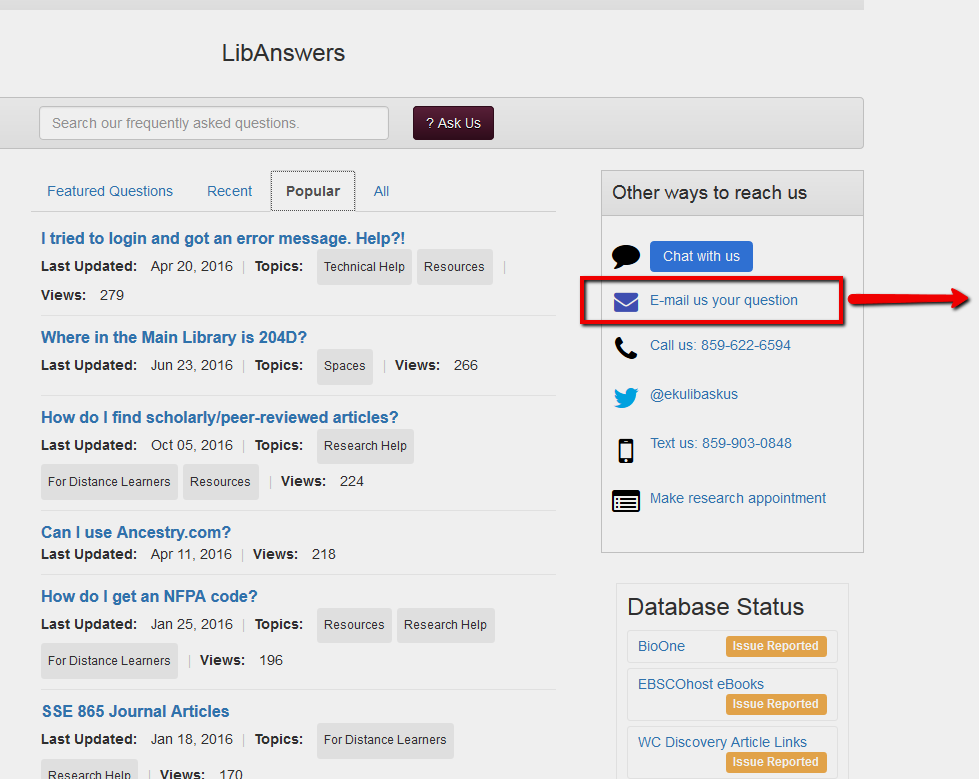 LibAnswers
Search our frequently asked questions.
? Ask Us
Featured Questions Recent Popular All
I tried to login and got an error message. Help?!
Last Updated: Apr 20, 2016 | Topics: Technical Help Resources |
Views: 279
Where in the Main Library is 204D?
Last Updated: Jun 23, 2016 | Topics: Spaces | Views: 266
How do I find scholarly/peer-reviewed articles?
Last Updated: Oct 05, 2016 | Topics: Research Help
For Distance Learners Resources | Views: 224
Can I use Ancestry.com?
Last Updated: Apr 11, 2016 | Views: 218
How do I get an NFPA code?
Last Updated: Jan 25, 2016 | Topics: Resources Research Help
For Distance Learners | Views: 196
SSE 865 Journal Articles
Last Updated: Jan 18, 2016 | Topics: For Distance Learners
Research Help | Views: 170
Other ways to reach us
Chat with us
E-mail us your question
Call us: 859-622-6594
@ekulibaskus
Text us: 859-903-0848
Make research appointment
Database Status
BioOne Issue Reported
EBSCOhost eBooks
Issue Reported
WC Discovery Article Links
Issue Reported